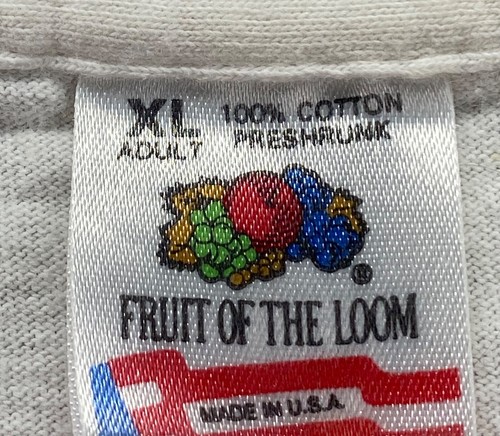 XL 100% COTTON
ADULT PRESHRUNK
®
FRUIT OF THE LOOM
MADE IN U.S.A.